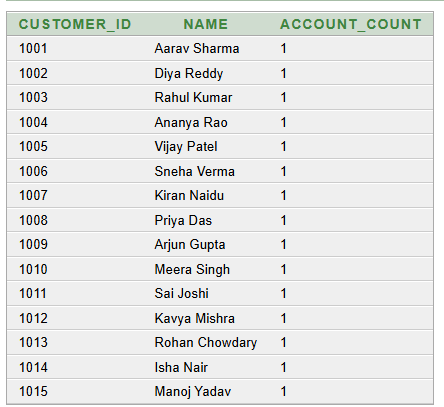 CUSTOMER_ID NAME ACCOUNT_COUNT
1001 Aarav Sharma 1
1002 Diya Reddy 1
1003 Rahul Kumar 1
1004 Ananya Rao 1
1005 Vijay Patel 1
1006 Sneha Verma 1
1007 Kiran Naidu 1
1008 Priya Das 1
1009 Arjun Gupta 1
1010 Meera Singh 1
1011 Sai Joshi 1
1012 Kavya Mishra 1
1013 Rohan Chowdary 1
1014 Isha Nair 1
1015 Manoj Yadav 1